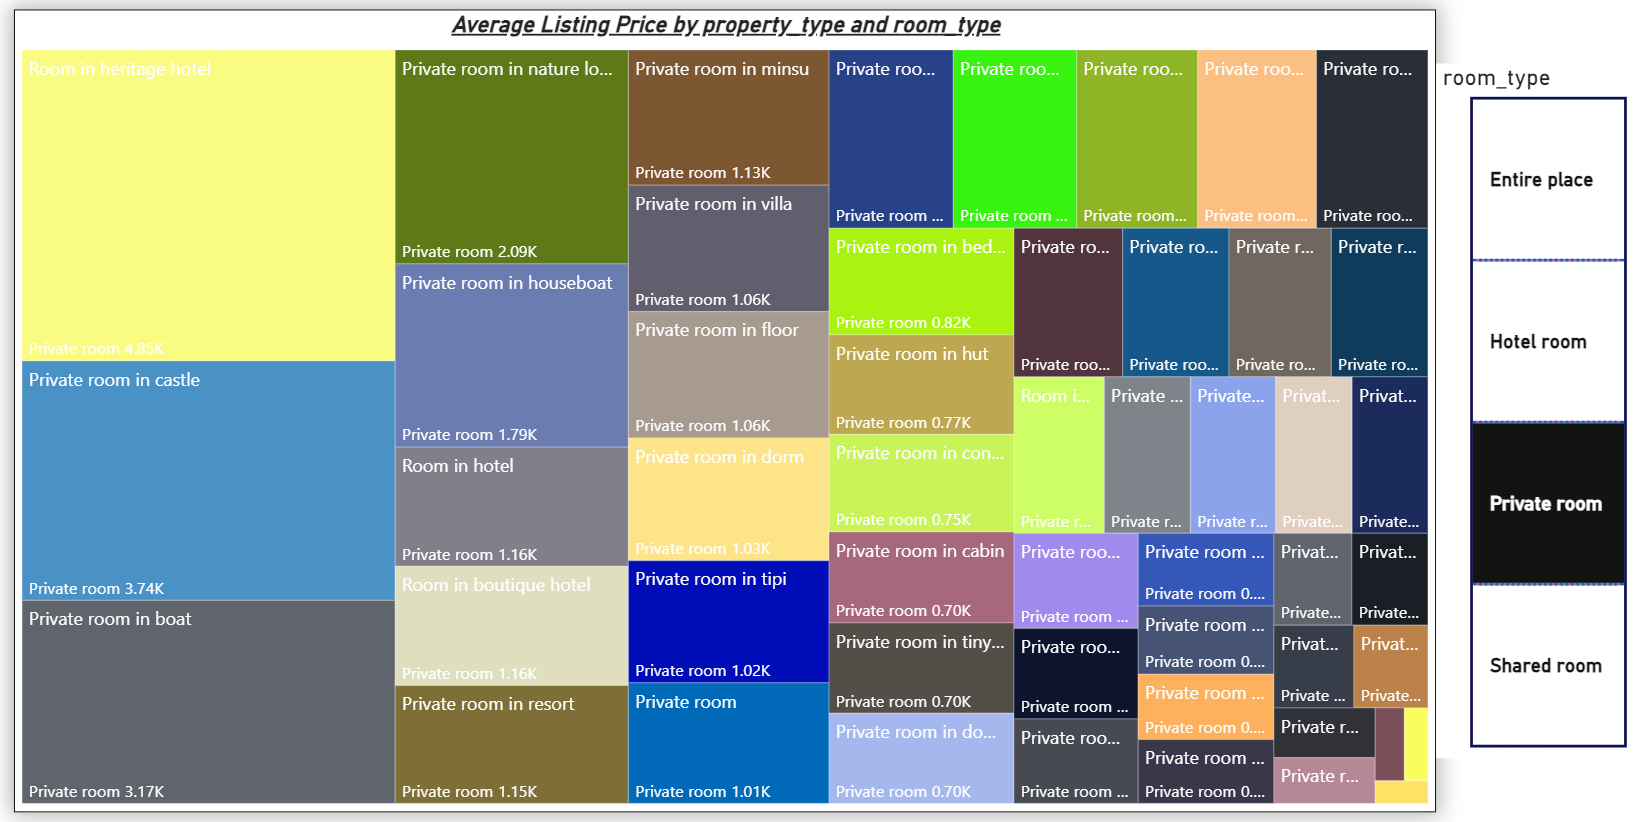 Average Listing Price by property_type and room_type
Room in heritage hotel
Private room 4.85K
Private room in castle
Private room 3.74K
Private room in boat
Private room 3.17K
Private room in nature lo...
Private room 2.09K
Private room in houseboat
Private room 1.79K
Room in hotel
Private room 1.16K
Room in boutique hotel
Private room 1.16K
Private room in resort
Private room 1.15K
Private room in minsu
Private room 1.13K
Private room in villa
Private room 1.06K
Private room in floor
Private room 1.06K
Private room in dorm
Private room 1.03K
Private room in tipi
Private room 1.02K
Private room
Private room 1.01K
Private roo...
Private room ...
Private roo...
Private room ...
Private roo...
Private room...
Private roo...
Private room...
Private ro...
Private roo...
Private room in bed...
Private room 0.82K
Private room in hut
Private room 0.77K
Private room in con...
Private room 0.75K
Private room in cabin
Private room 0.70K
Private room in tiny...
Private room 0.70K
Private room in do...
Private room 0.70K
Private ro...
Private roo...
Private ro...
Private roo...
Private r...
Private ro...
Private r...
Private ro...
Room i...
Private r...
Private ...
Private r...
Private...
Private r...
Privat...
Private...
Privat...
Private...
Private roo...
Private room ...
Private roo...
Private room ...
Private roo...
Private room ...
Private room ...
Private room 0....
Private room ...
Private room 0....
Private room ...
Private room 0....
Private room ...
Private room 0....
Privat...
Private...
Privat...
Private...
Privat...
Private ...
Privat...
Private...
Private r...
Private r...
room_type
Entire place
Hotel room
Private room
Shared room